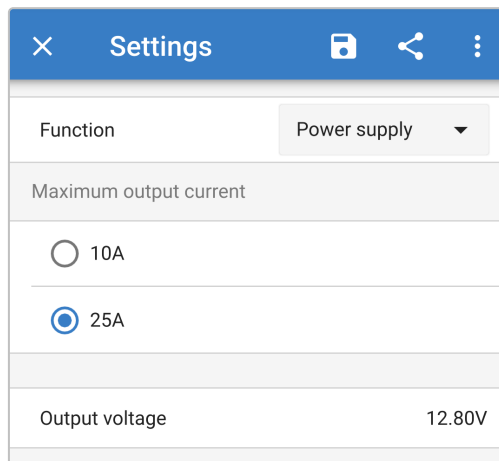 Settings
Function Power supply
Maximum output current
10A
25A
Output voltage 12.80V